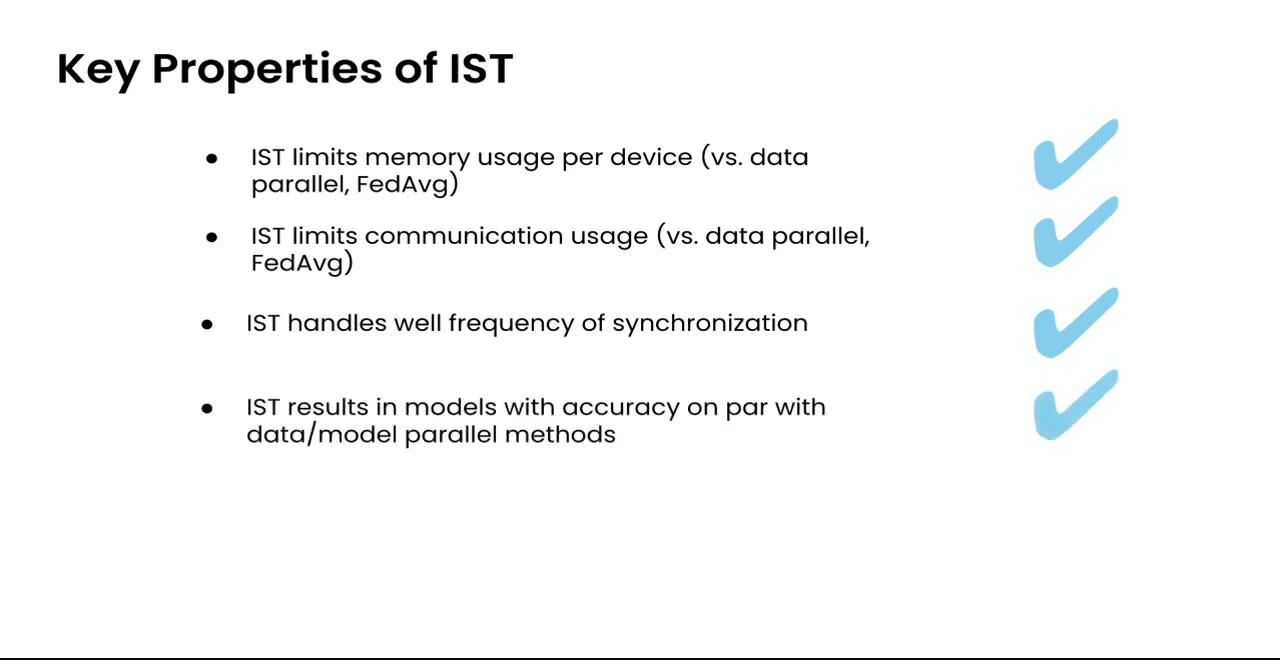 Key Properties of IST
● IST limits memory usage per device (vs. data
parallel, FedAvg)
● IST limits communication usage (vs. data parallel,
FedAvg)
● IST handles well frequency of synchronization
● IST results in models with accuracy on par with
data/model parallel methods